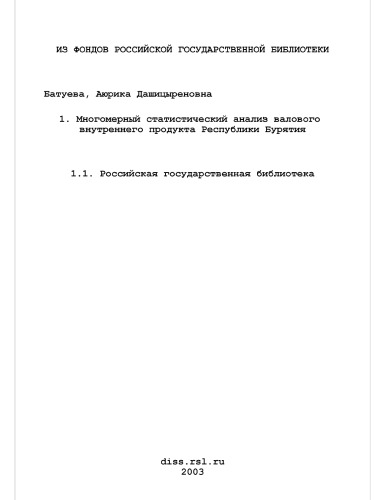 ИЗ ФОНДОВ РОССИЙСКОЙ ГОСУДАРСТВЕННОЙ БИБЛИОТЕКИ
Батуева, Аюрика Дашицыреновна
1. Многомерный статистический анализ валового
внутреннего продукта Республики Бурятия
1.1. Российская государственная библиотека
diss.rsl.ru
2003